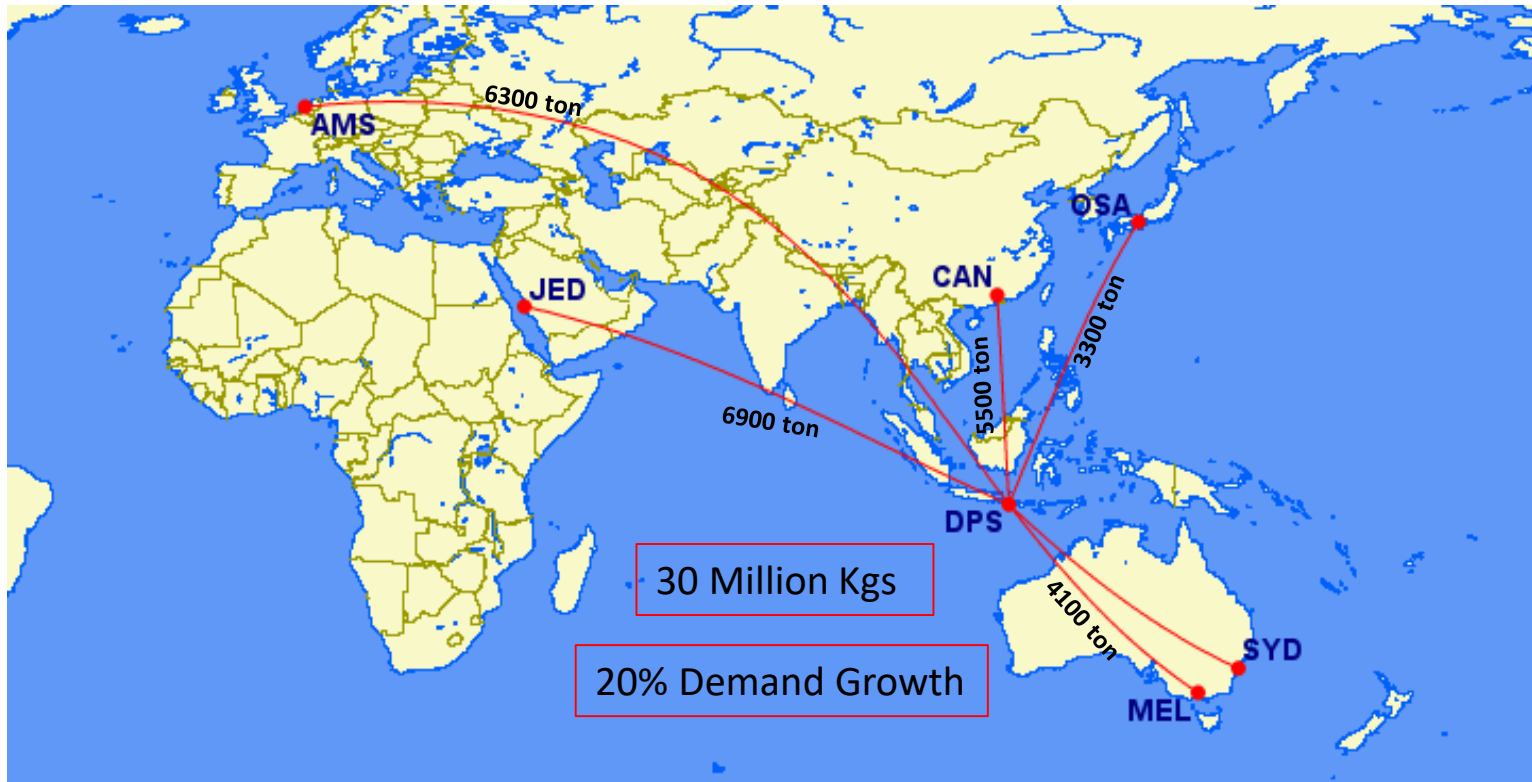 6300 ton
AMS
OSA
CAN
JED
3300 ton
5500 ton
6900 ton
DPS
30 Million Kgs
4100 ton
SYD
20% Demand Growth
MEL